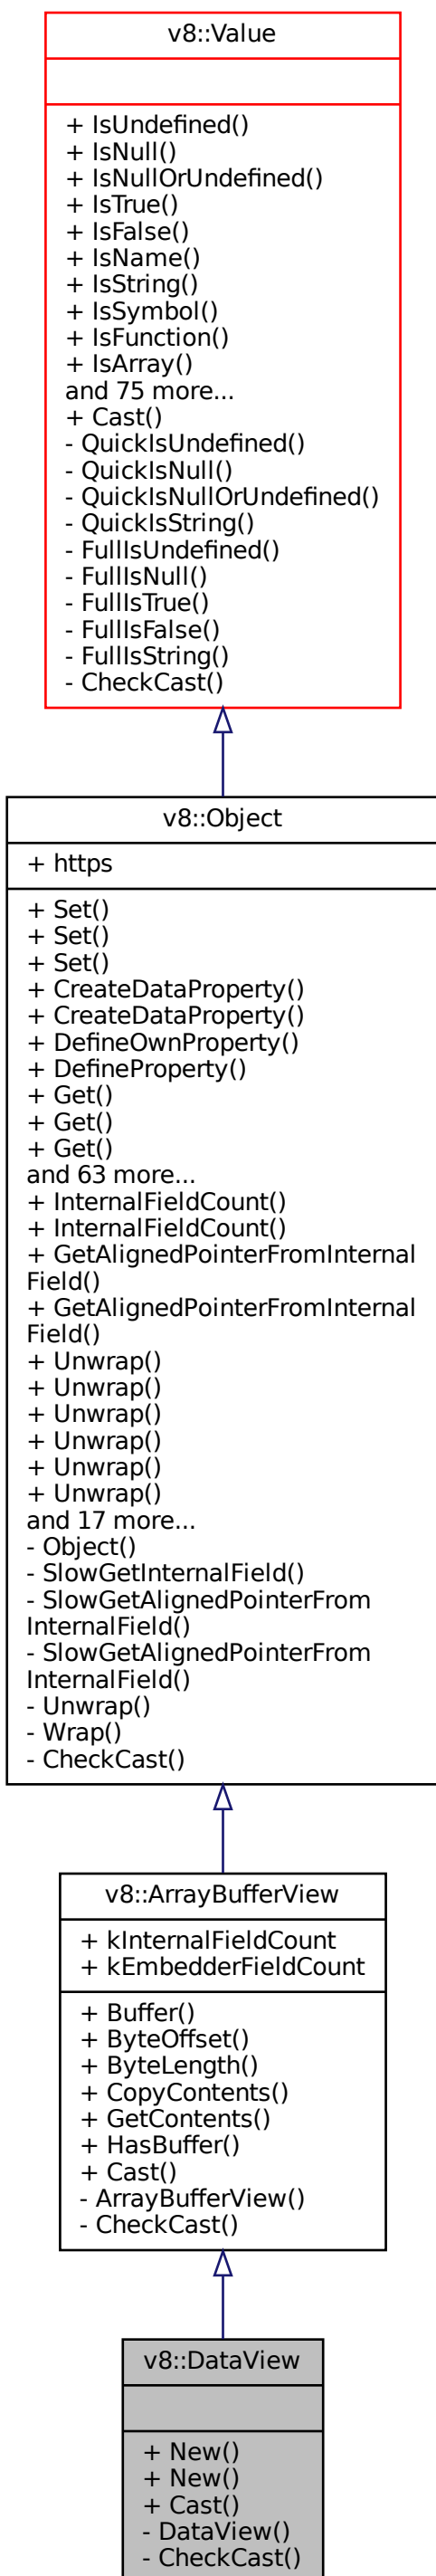 v8::Value
+ IsUndefined()
+ IsNull()
+ IsNullOrUndefined()
+ IsTrue()
+ IsFalse()
+ IsName()
+ IsString()
+ IsSymbol()
+ IsFunction()
+ IsArray()
and 75 more...
+ Cast()
- QuickIsUndefined()
- QuickIsNull()
- QuickIsNullOrUndefined()
- QuickIsString()
- FullIsUndefined()
- FullIsNull()
- FullIsTrue()
- FullIsFalse()
- FullIsString()
- CheckCast()
v8::Object
+ https
+ Set()
+ Set()
+ Set()
+ CreateDataProperty()
+ CreateDataProperty()
+ DefineOwnProperty()
+ DefineProperty()
+ Get()
+ Get()
+ Get()
and 63 more...
+ InternalFieldCount()
+ InternalFieldCount()
+ GetAlignedPointerFromInternal
Field()
+ GetAlignedPointerFromInternal
Field()
+ Unwrap()
+ Unwrap()
+ Unwrap()
+ Unwrap()
+ Unwrap()
+ Unwrap()
and 17 more...
- Object()
- SlowGetInternalField()
- SlowGetAlignedPointerFrom
InternalField()
- SlowGetAlignedPointerFrom
InternalField()
- Unwrap()
- Wrap()
- CheckCast()
v8::ArrayBufferView
+ kInternalFieldCount
+ kEmbedderFieldCount
+ Buffer()
+ ByteOffset()
+ ByteLength()
+ CopyContents()
+ GetContents()
+ HasBuffer()
+ Cast()
- ArrayBufferView()
- CheckCast()
v8::DataView
+ New()
+ New()
+ Cast()
- DataView()
- CheckCast()